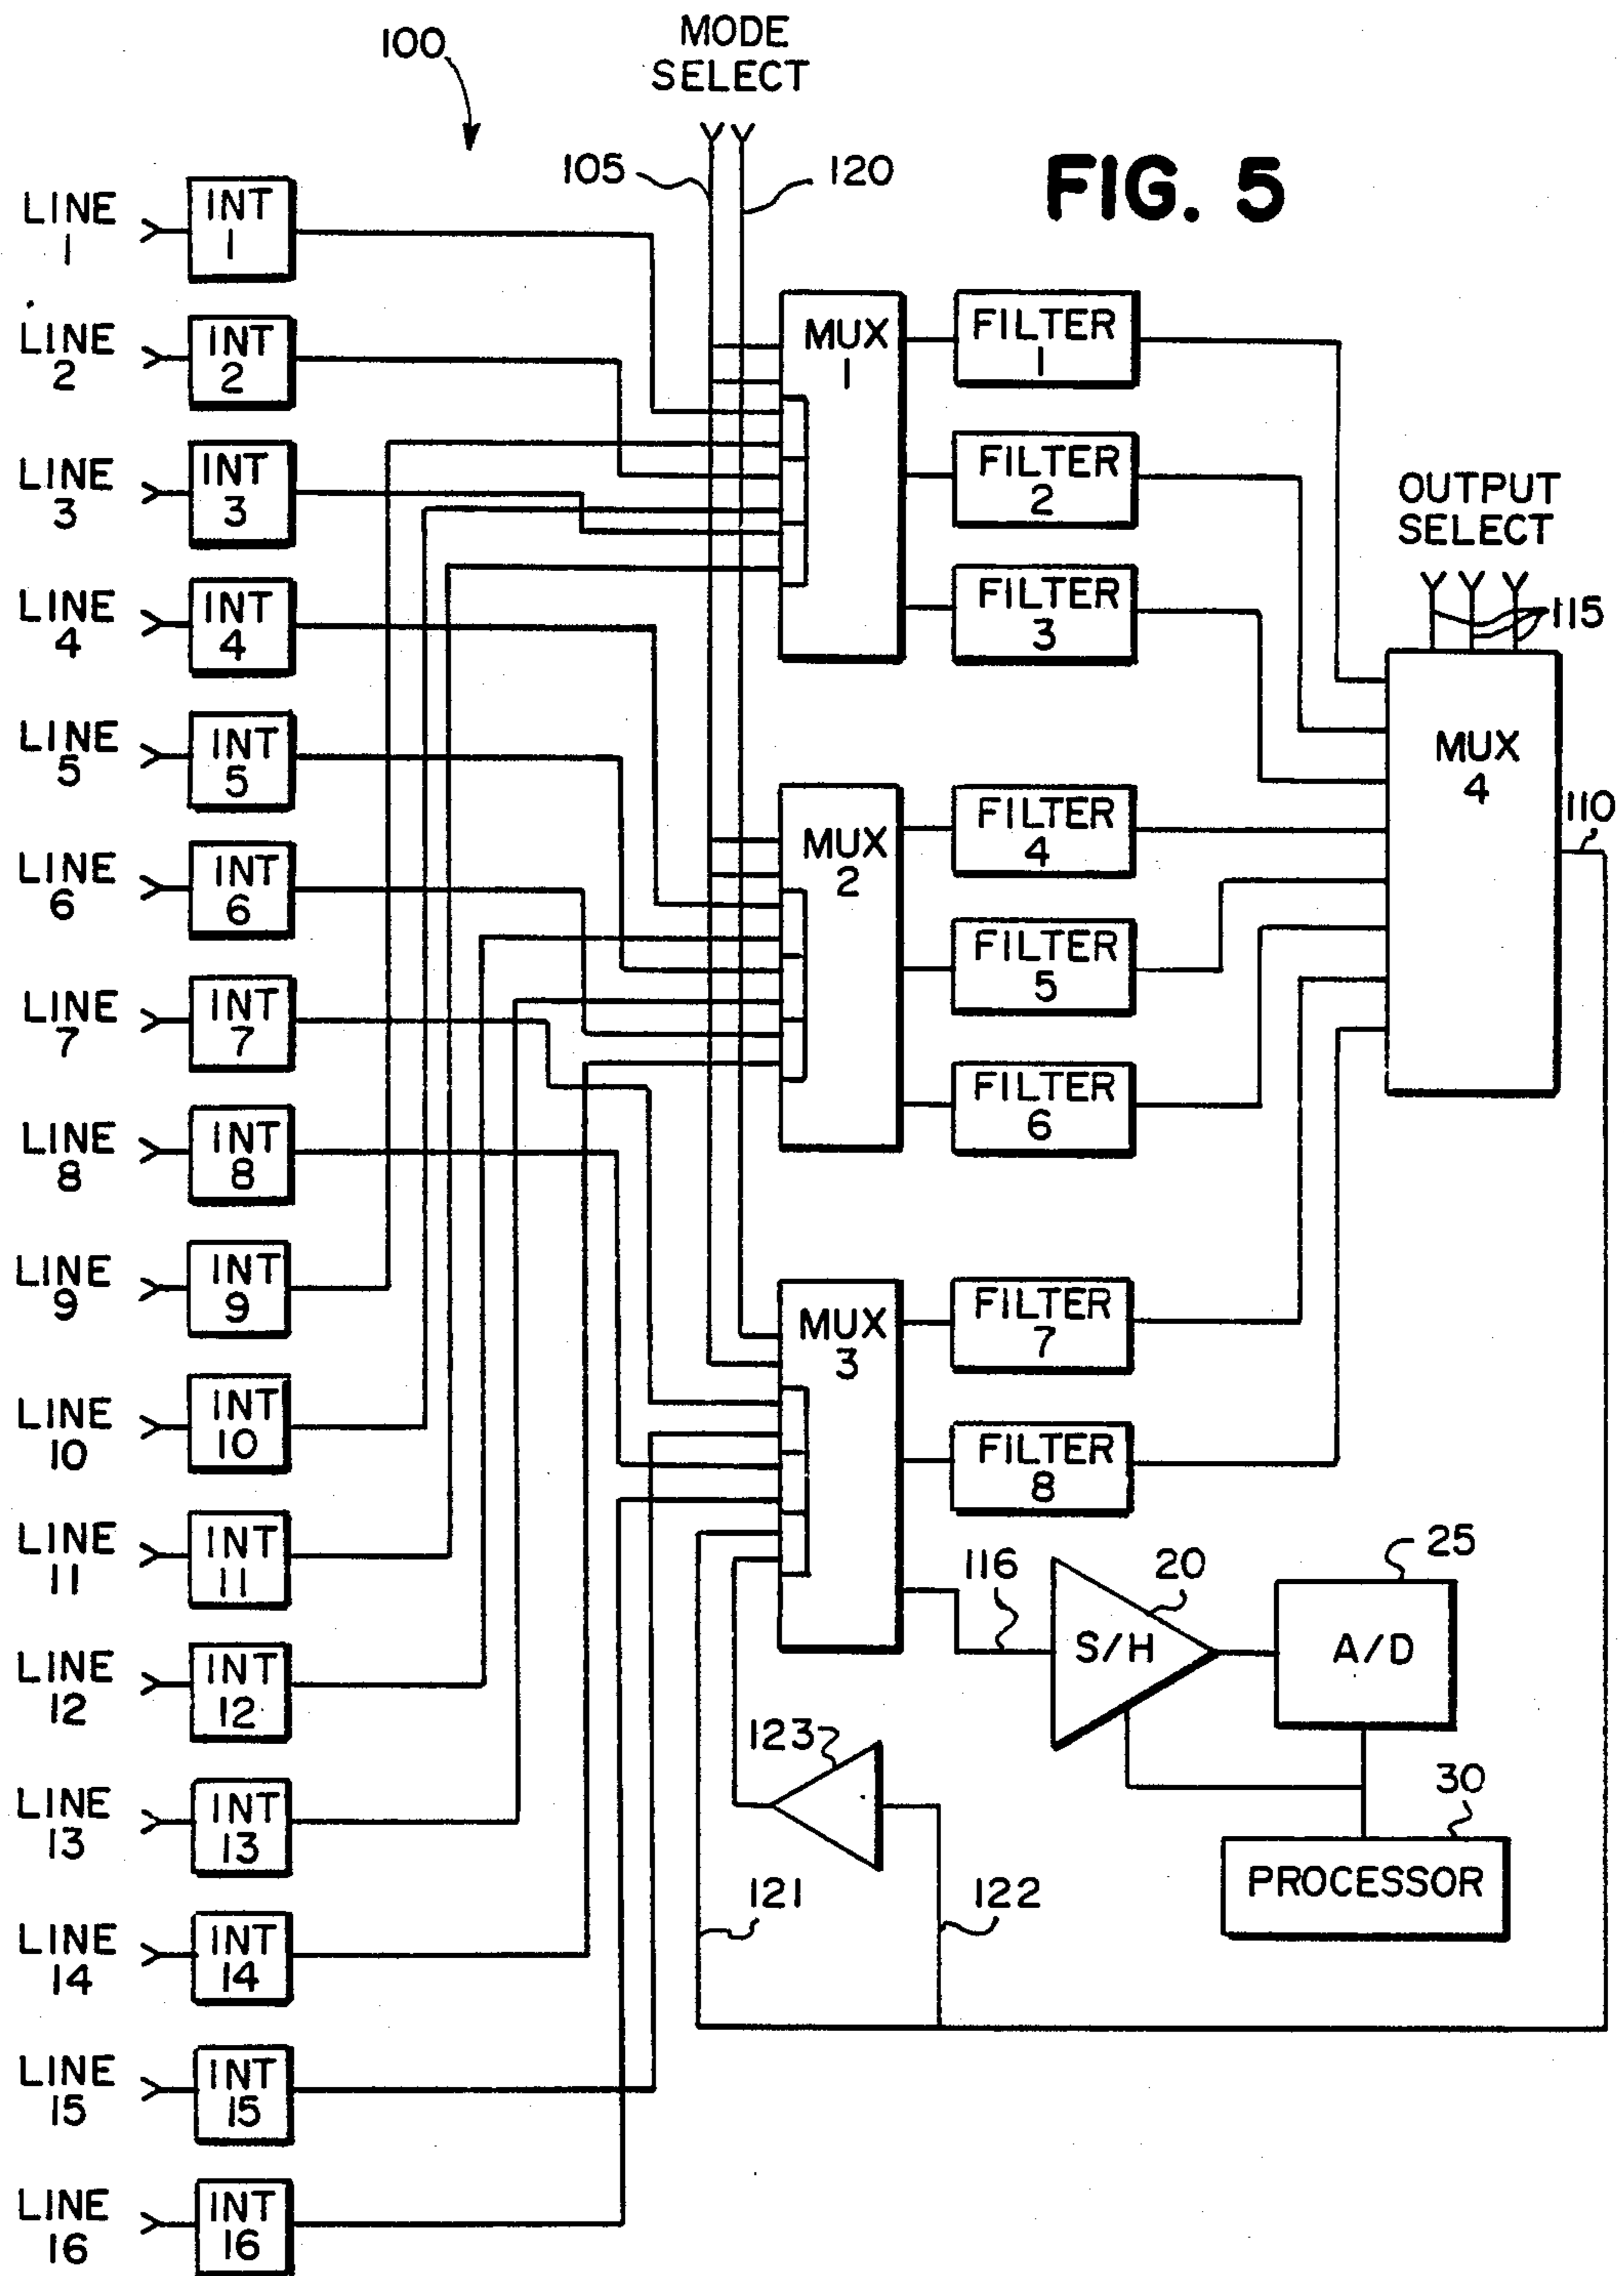 100
MODE
SELECT
105
120
FIG. 5
LINE
1
INT
1
LINE
2
INT
2
LINE
3
INT
3
LINE
4
INT
4
LINE
5
INT
5
LINE
6
INT
6
LINE
7
INT
7
LINE
8
INT
8
LINE
9
INT
9
LINE
10
INT
10
LINE
11
INT
11
LINE
12
INT
12
LINE
13
INT
13
LINE
14
INT
14
LINE
15
INT
15
LINE
16
INT
16
MUX
1
FILTER
1
FILTER
2
FILTER
3
MUX
2
FILTER
4
FILTER
5
FILTER
6
MUX
3
FILTER
7
FILTER
8
OUTPUT
SELECT
115
MUX
4
110
116
S/H
20
A/D
25
30
PROCESSOR
123
121
122